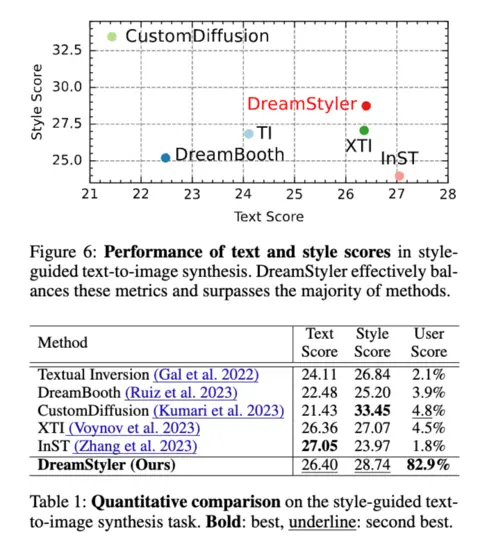 CustomDiffusion
32.5
30.0
27.5
25.0
Style Score
DreamStyler
TI
XTI
DreamBooth
InST
21 22 23 24 25 26 27 28
Text Score
Figure 6: Performance of text and style scores in style-
guided text-to-image synthesis. DreamStyler effectively bal-
ances these metrics and surpasses the majority of methods.
Method Text Score Style Score User Score
Textual Inversion (Gal et al. 2022) 24.11 26.84 2.1%
DreamBooth (Ruiz et al. 2023) 22.48 25.20 3.9%
CustomDiffusion (Kumari et al. 2023) 21.43 33.45 4.8%
XTI (Voynov et al. 2023) 26.36 27.07 4.5%
InST (Zhang et al. 2023) 27.05 23.97 1.8%
DreamStyler (Ours) 26.40 28.74 82.9%
Table 1: Quantitative comparison on the style-guided text-
to-image synthesis task. Bold: best, underline: second best.